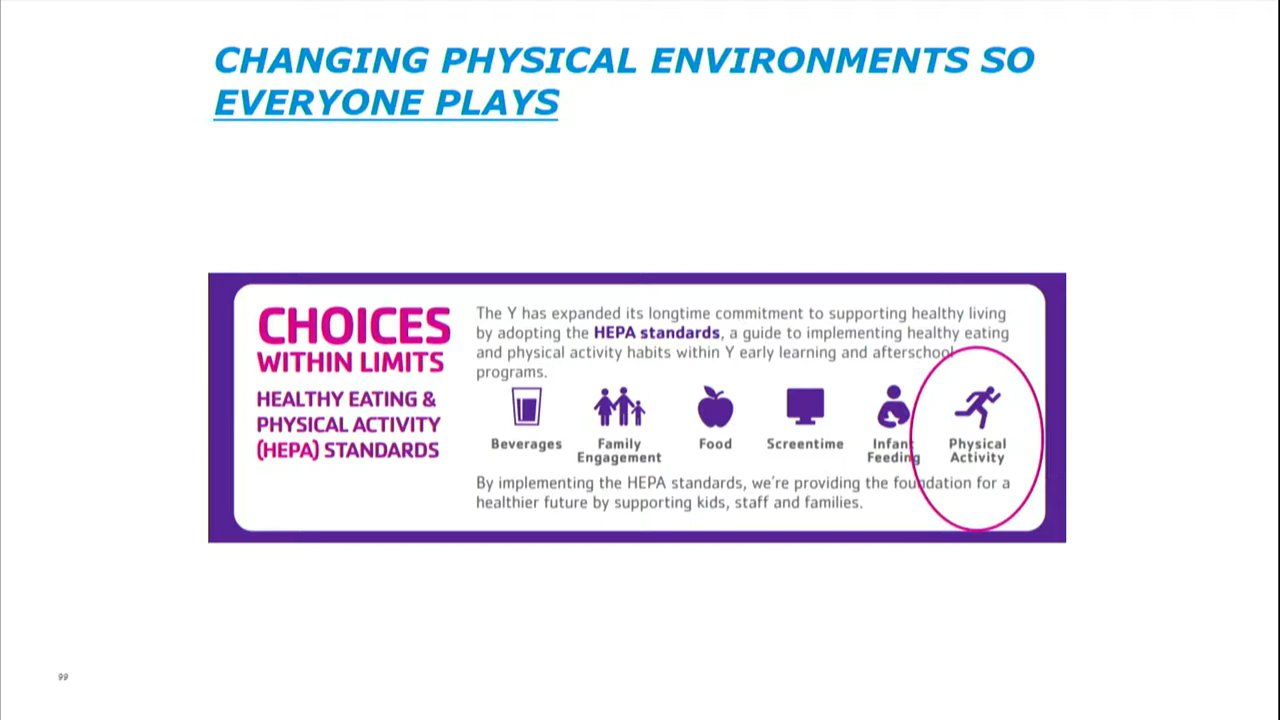 CHANGING PHYSICAL ENVIRONMENTS SO
EVERYONE PLAYS
CHOICES
WITHIN LIMITS
HEALTHY EATING &
PHYSICAL ACTIVITY
(HEPA) STANDARDS
The Y has expanded its longtime commitment to supporting healthy living
by adopting the HEPA standards, a guide to implementing healthy eating
and physical activity habits within Y early learning and afterschool
programs.
Beverages
Family
Engagement
Food
Screentime
Infant
Feeding
Physical
Activity
By implementing the HEPA standards, we're providing the foundation for a
healthier future by supporting kids, staff and families.
99